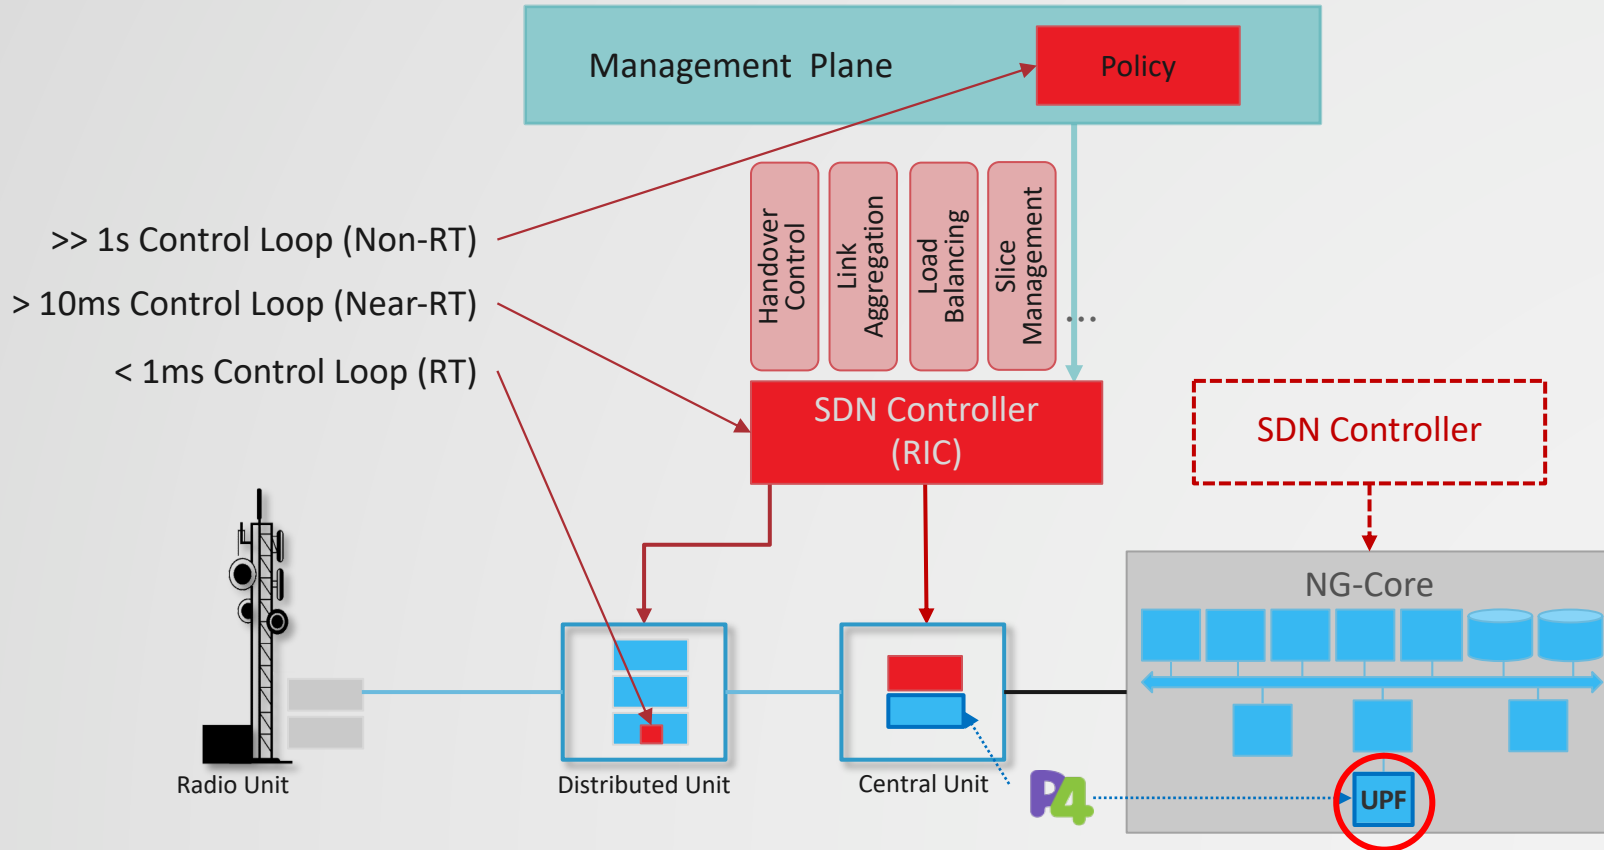 Management Plane
Policy
Handover
Control
Link
Aggregation
Load
Balancing
Slice
Management
...
>> 1s Control Loop (Non-RT)
> 10ms Control Loop (Near-RT)
< 1ms Control Loop (RT)
SDN Controller
(RIC)
SDN Controller
NG-Core
Radio Unit
Distributed Unit
Central Unit
P4
UPF